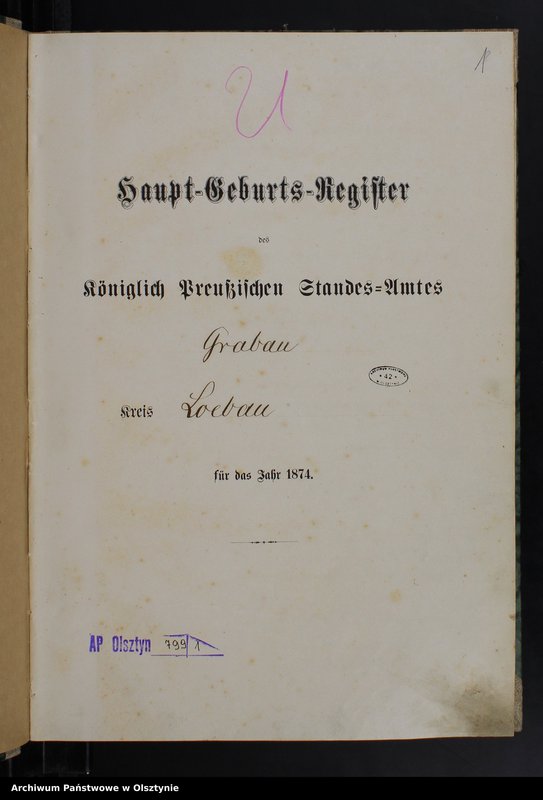 1
U
Haupt-Geburts-Register
des
Königlich Preußischen Standes-Amtes
Grabau
42
Kreis Loebau
für das Jahr 1874.
AP Olsztyn 799 1
Archiwum Państwowe w Olsztynie